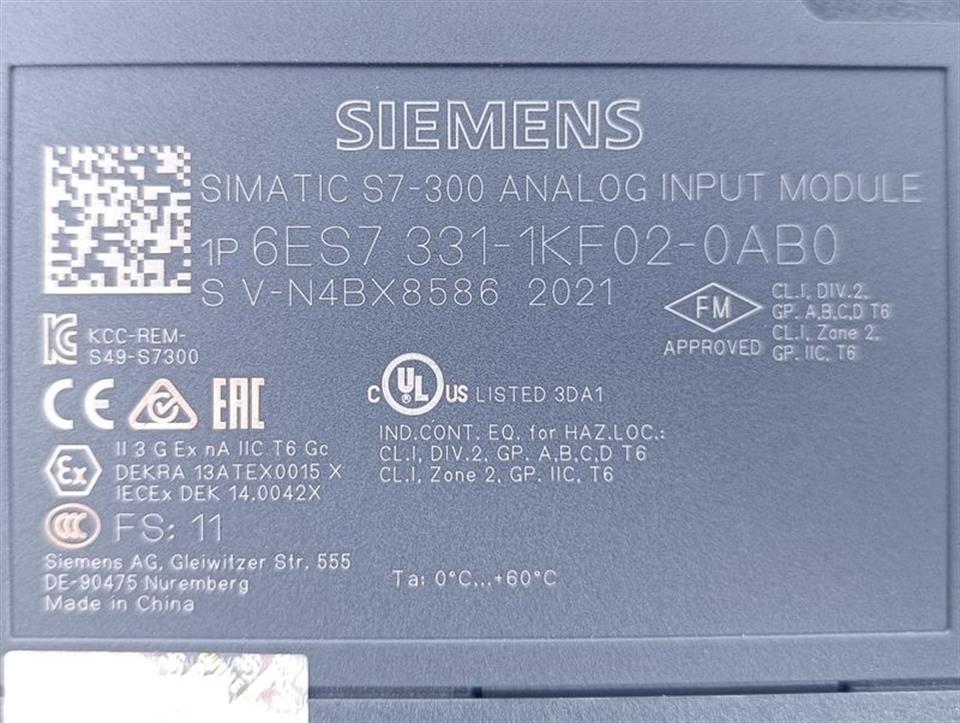 SIEMENS
SIMATIC S7-300 ANALOG INPUT MODULE
1P 6ES7 331-1KF02-0AB0
S V-N4BX8586 2021
FM
APPROVED
CL.I, DIV.2,
GP. A,B,C,D T6
CL.I, Zone 2,
GP. IIC, T6
KCC-REM-
S49-S7300
CE
EAC
C UL US LISTED 3DA1
IND.CONT. EQ. for HAZ.LOC.:
CL.I, DIV.2, GP. A,B,C,D T6
CL.I, Zone 2, GP. IIC, T6
Ex
II 3 G Ex nA IIC T6 Gc
DEKRA 13ATEX0015 X
IECEx DEK 14.0042X
CCC FS: 11
Siemens AG, Gleiwitzer Str. 555
DE-90475 Nuremberg
Made in China
Ta: 0°C...+60°C